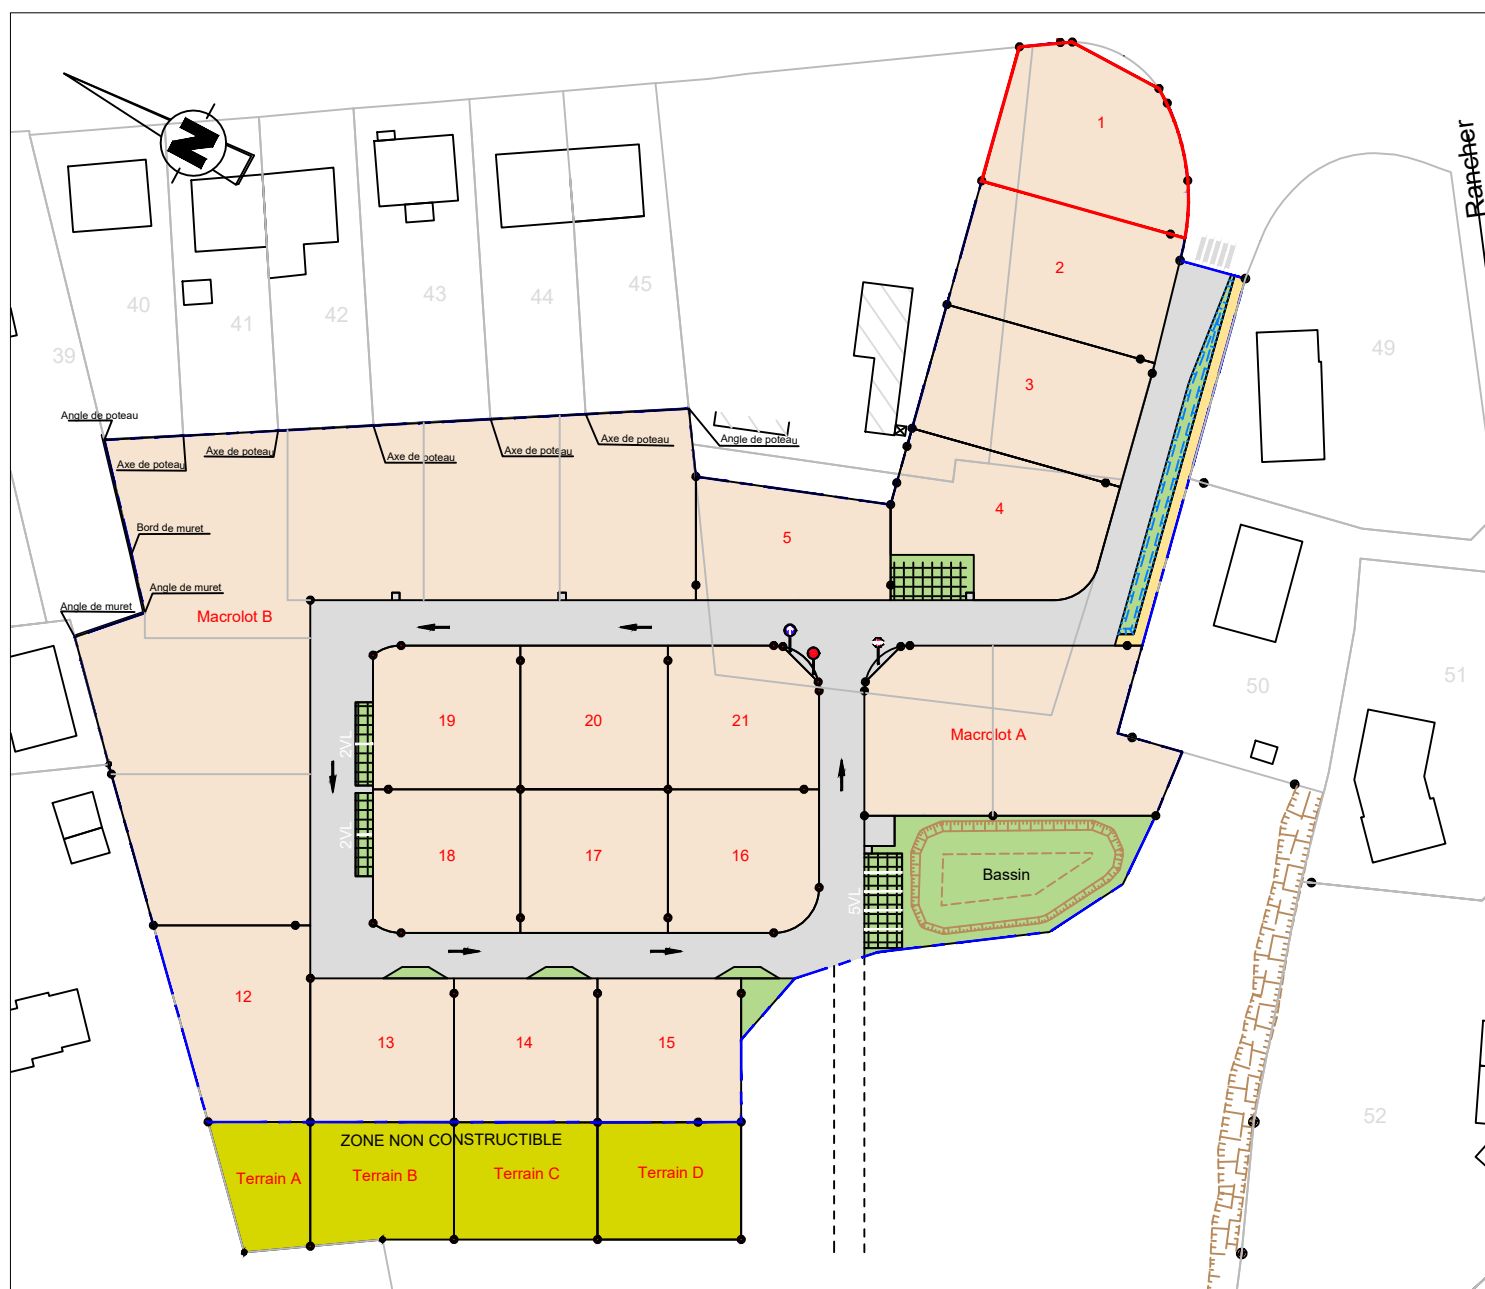 N
1
Rancher
2
45
44
43
40
42
41
49
39
3
Angle de poteau
Angle de poteau
Axe de poteau
Axe de poteau
Axe de poteau
Axe de poteau
Axe de poteau
4
Bord de muret
5
Angle de muret
Angle de muret
Macrolot B
51
50
19
20
21
Macrolot A
2VL
2VL
18
17
16
Bassin
5VL
12
13
14
15
52
ZONE NON CONSTRUCTIBLE
Terrain A
Terrain B
Terrain C
Terrain D